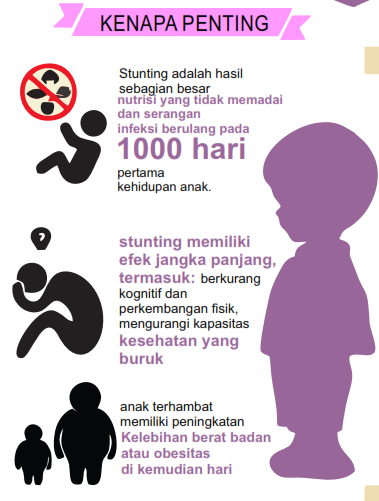 KENAPA PENTING
Stunting adalah hasil
sebagian besar
nutrisi yang tidak memadai
dan serangan
infeksi berulang pada
1000 hari
pertama
kehidupan anak.
stunting memiliki
efek jangka panjang,
termasuk: berkurang
kognitif dan
perkembangan fisik,
mengurangi kapasitas
kesehatan yang
buruk
anak terhambat
memiliki peningkatan
Kelebihan berat badan
atau obesitas
di kemudian hari